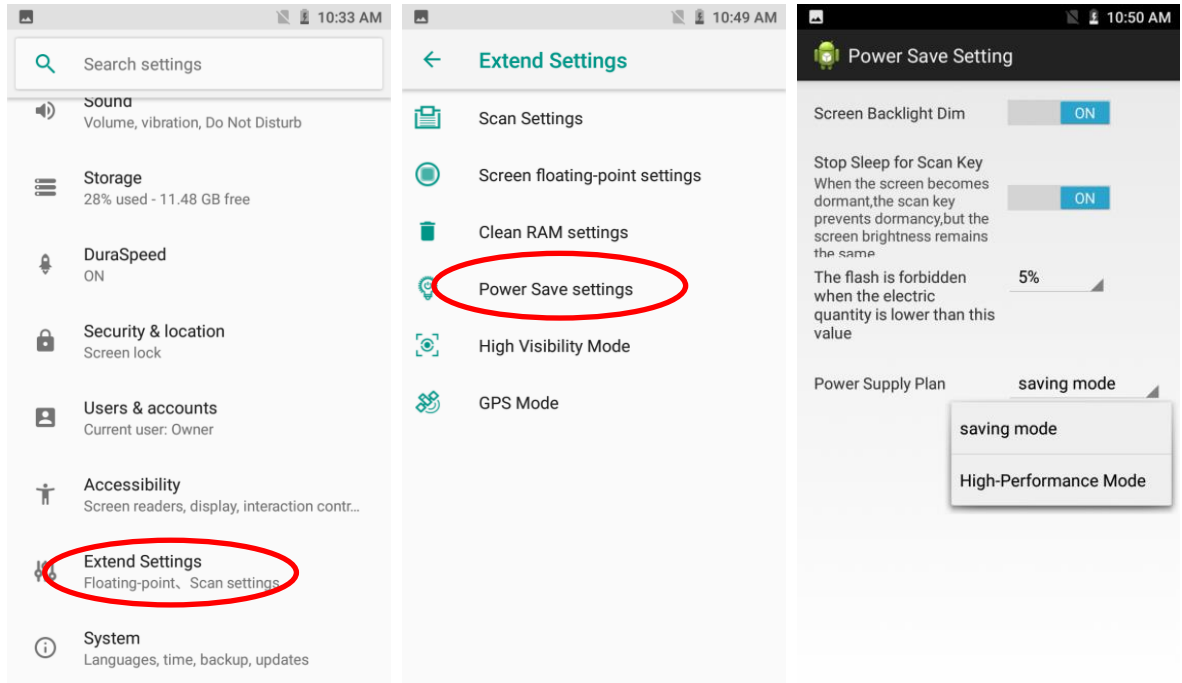 10:33 AM
Search settings
Sound
Volume, vibration, Do Not Disturb
Storage
28% used - 11.48 GB free
DuraSpeed
ON
Security & location
Screen lock
Users & accounts
Current user: Owner
Accessibility
Screen readers, display, interaction contr...
Extend Settings
Floating-point、Scan settings
System
Languages, time, backup, updates
10:49 AM
Extend Settings
Scan Settings
Screen floating-point settings
Clean RAM settings
Power Save settings
High Visibility Mode
GPS Mode
10:50 AM
Power Save Setting
Screen Backlight Dim
ON
Stop Sleep for Scan Key
When the screen becomes
dormant,the scan key
prevents dormancy,but the
screen brightness remains
the same
ON
The flash is forbidden
when the electric
quantity is lower than this
value
5%
Power Supply Plan
saving mode
saving mode
High-Performance Mode